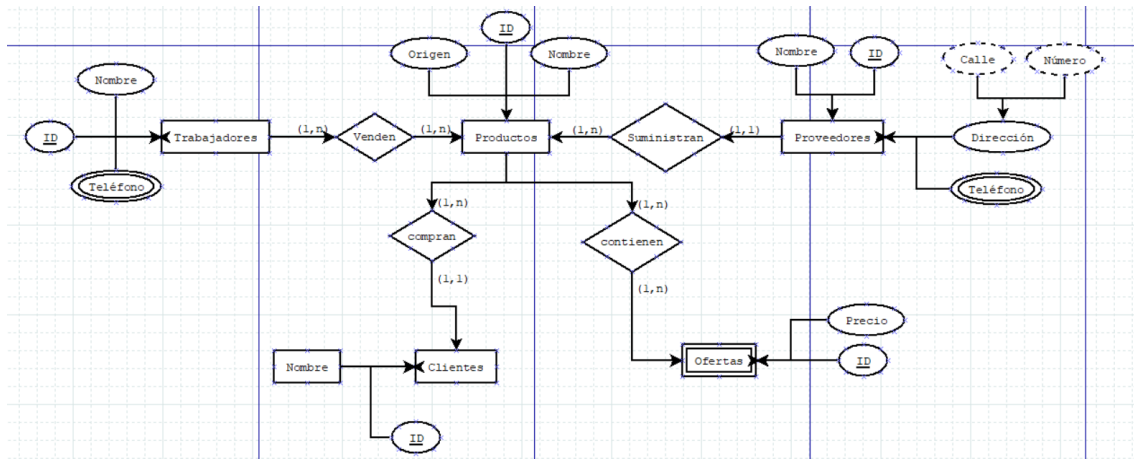 ID
Origen
Nombre
Nombre
ID
Calle
Número
Nombre
ID
Trabajadores
(1,n)
Venden
(1,n)
Productos
(1,n)
Suministran
(1,1)
Proveedores
Dirección
Teléfono
Teléfono
(1,n)
(1,n)
compran
contienen
(1,1)
(1,n)
Precio
Nombre
Clientes
Ofertas
ID
ID